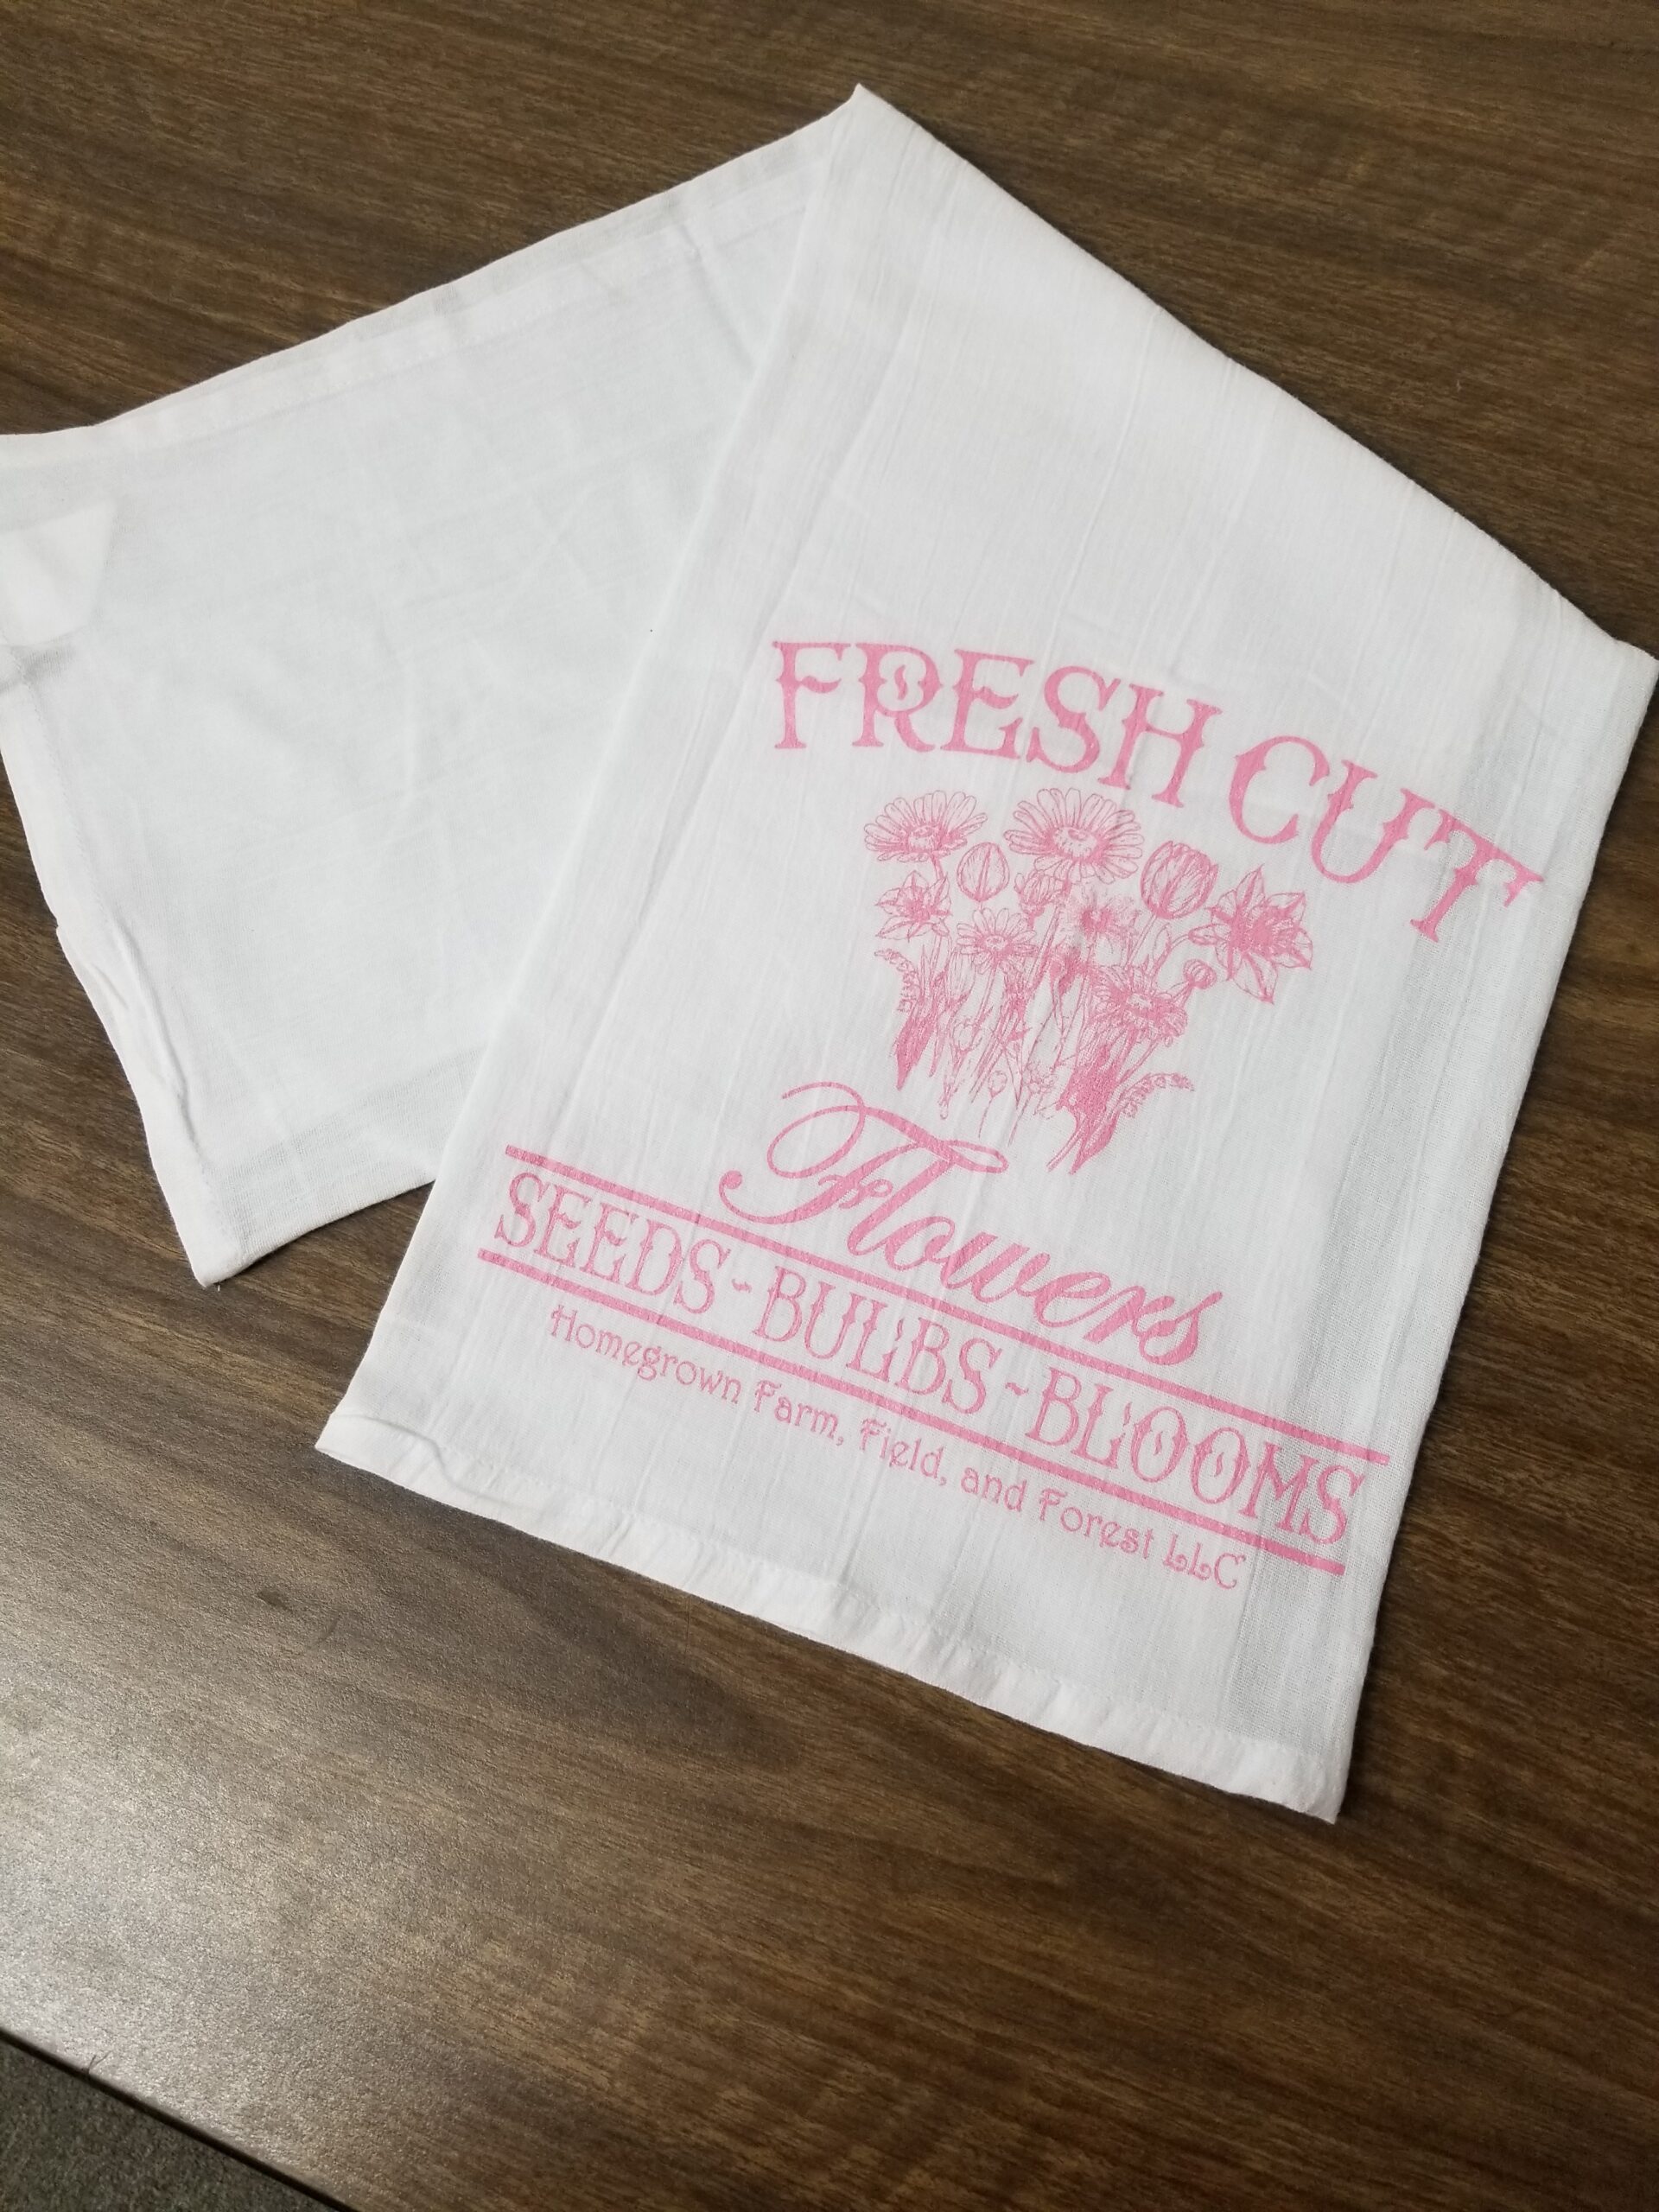 FRESH CUT
Flowers
SEEDS - BULBS - BLOOMS
Homegrown Farm, Field, and Forest LLC